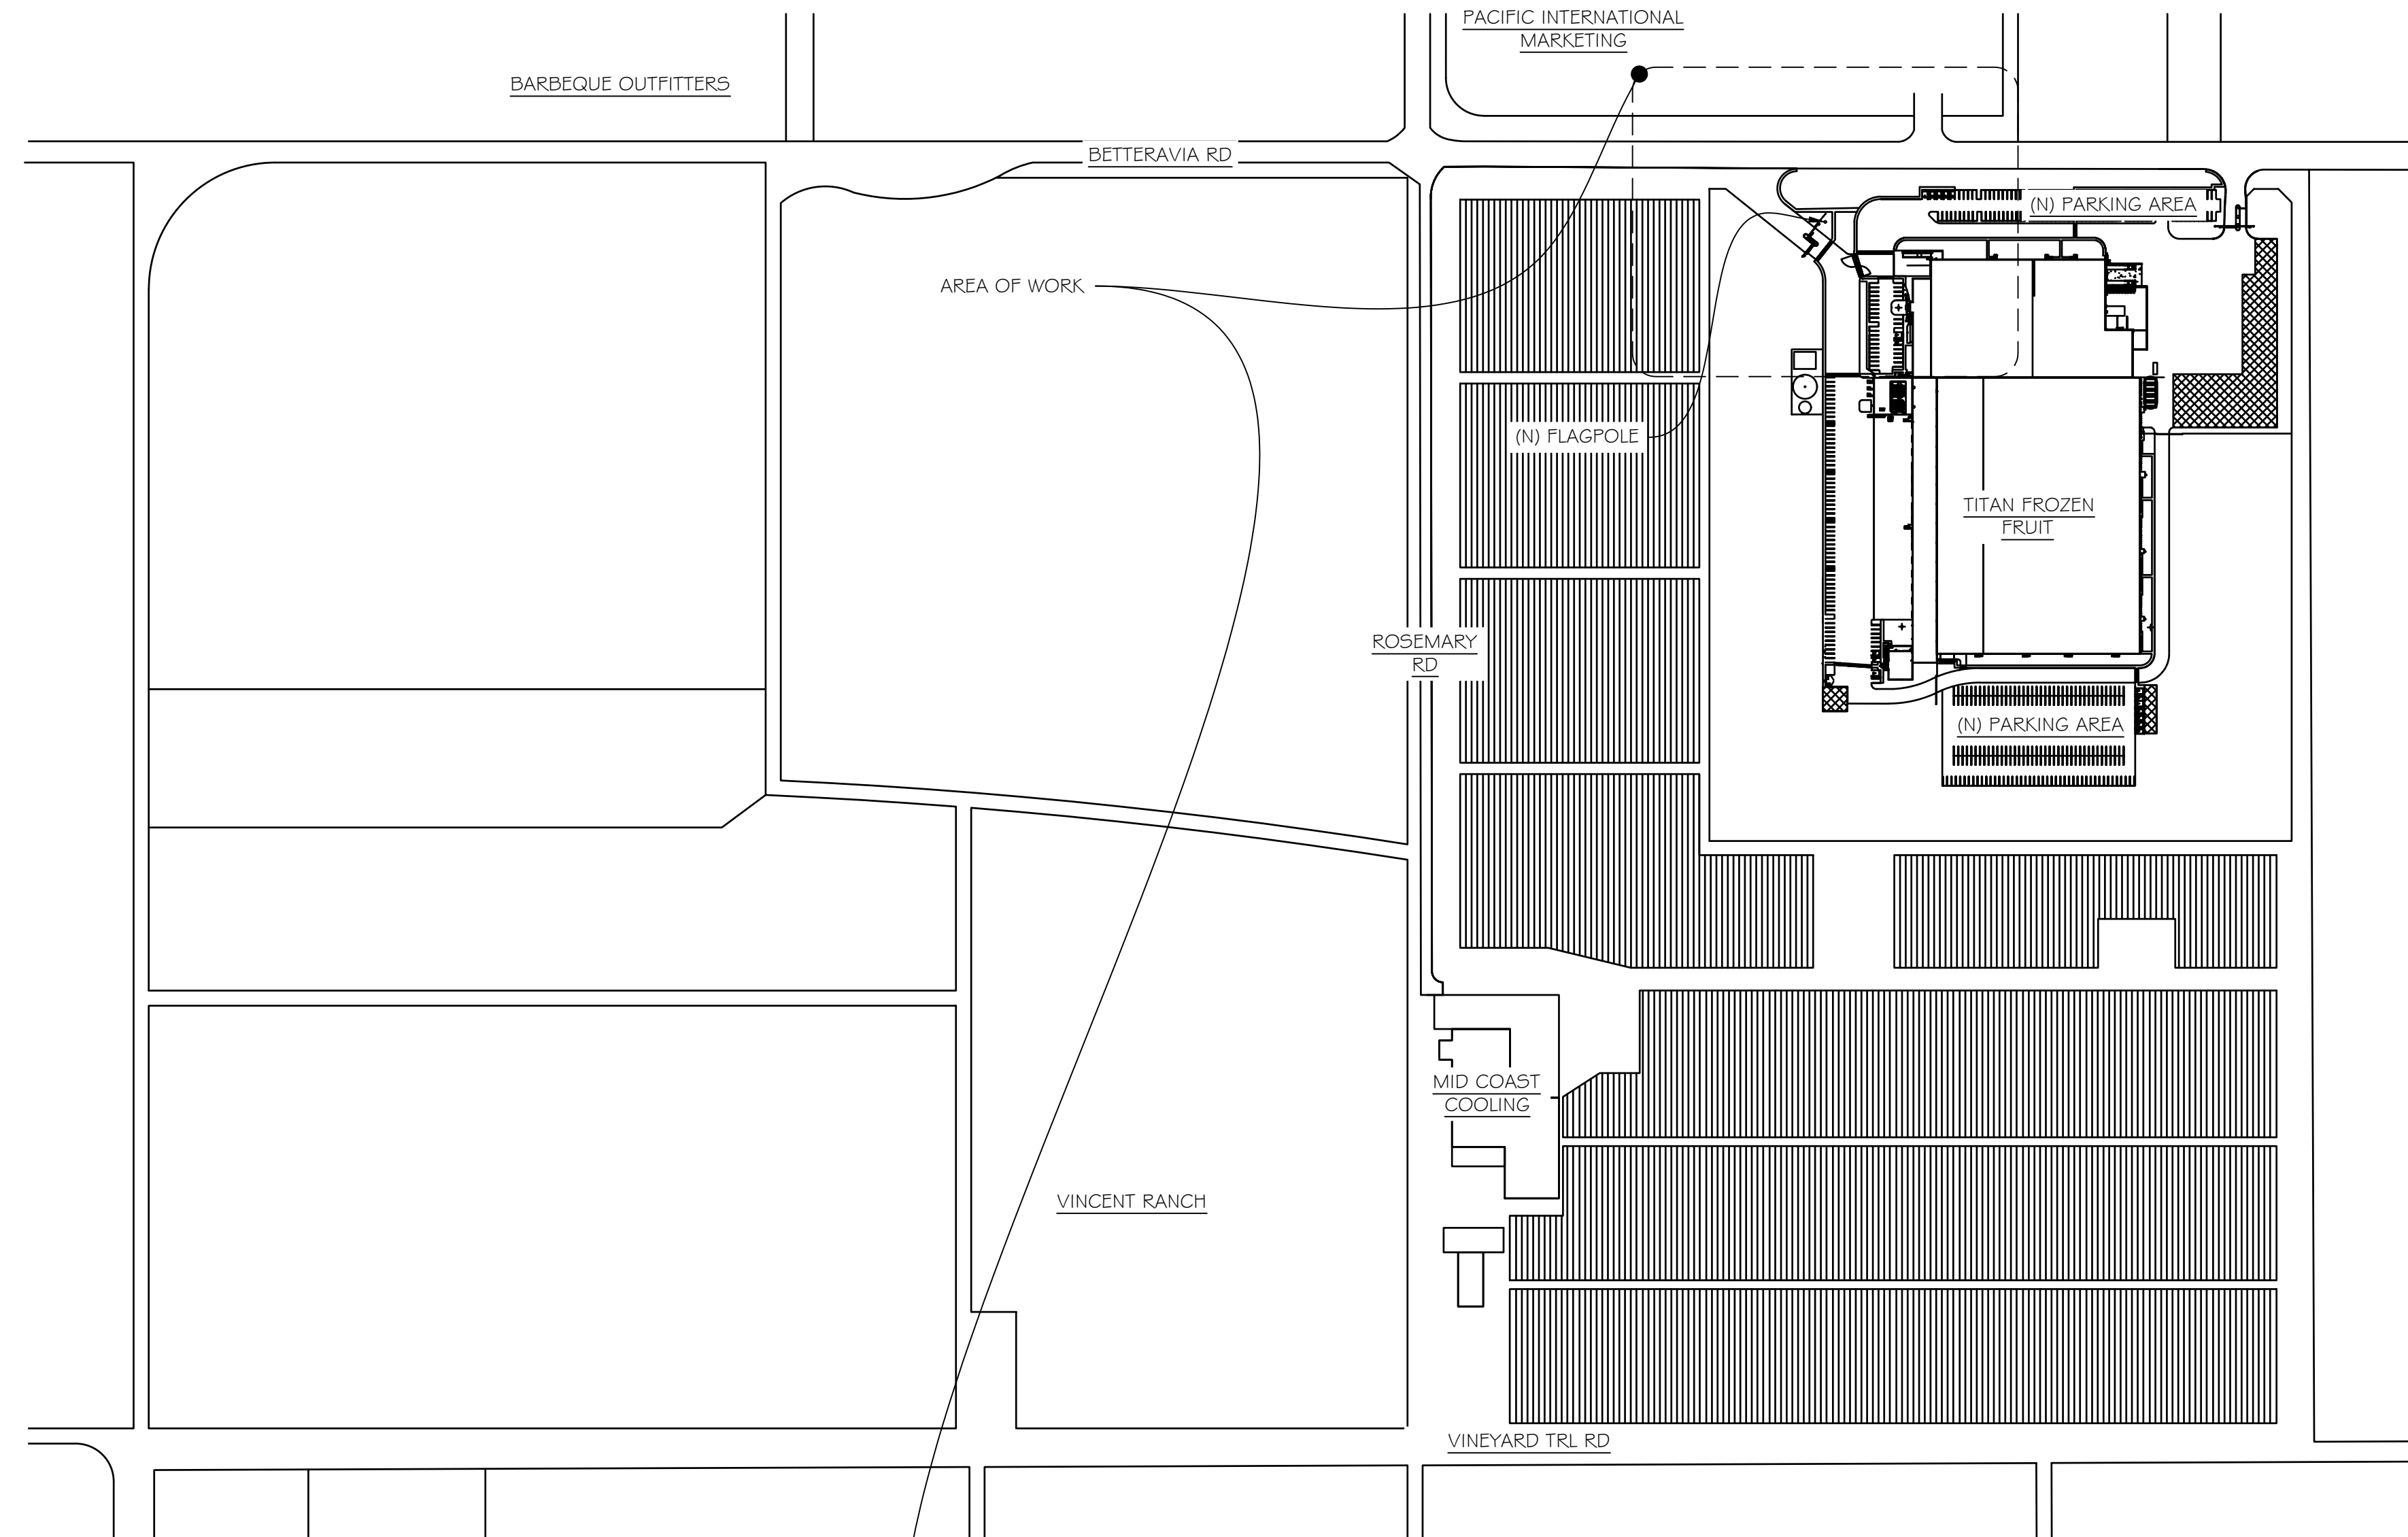 PACIFIC INTERNATIONAL
MARKETING
BARBEQUE OUTFITTERS
BETTERAVIA RD
(N) PARKING AREA
AREA OF WORK
(N) FLAGPOLE
TITAN FROZEN
FRUIT
ROSEMARY
RD
(N) PARKING AREA
MID COAST
COOLING
VINCENT RANCH
VINEYARD TRL RD